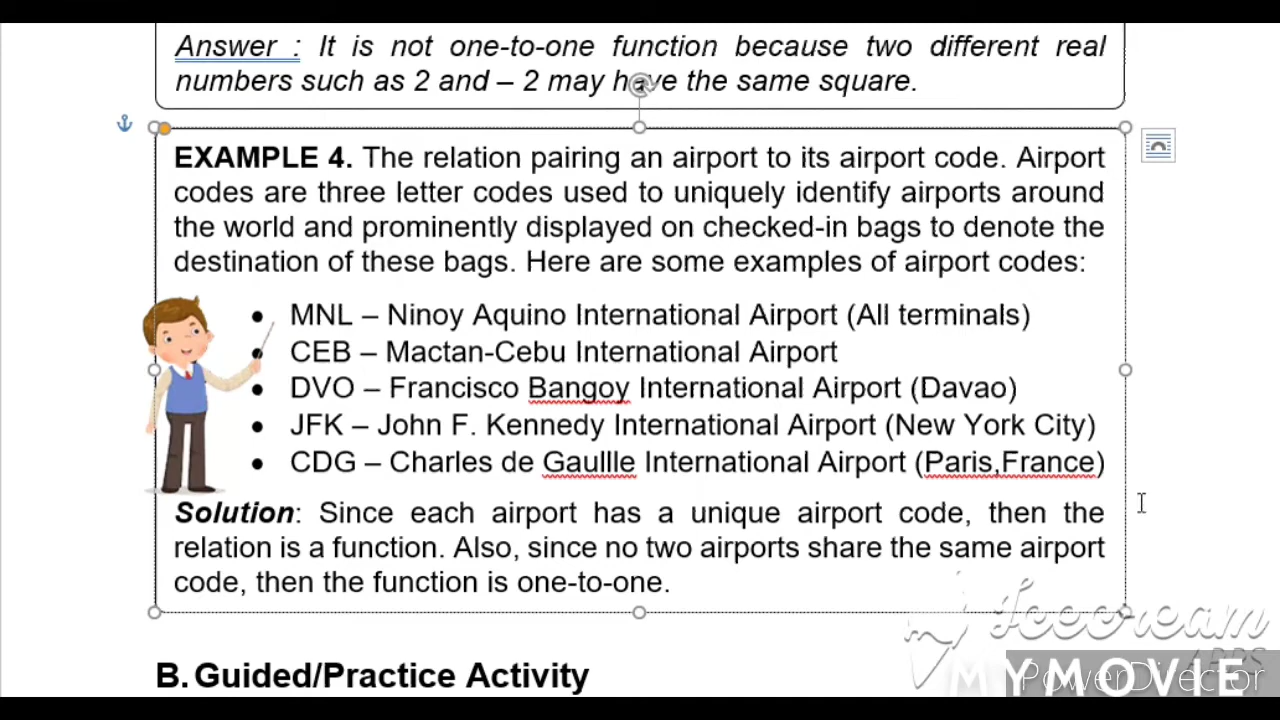 Answer : It is not one-to-one function because two different real
numbers such as 2 and – 2 may have the same square.
EXAMPLE 4. The relation pairing an airport to its airport code. Airport
codes are three letter codes used to uniquely identify airports around
the world and prominently displayed on checked-in bags to denote the
destination of these bags. Here are some examples of airport codes:
• MNL – Ninoy Aquino International Airport (All terminals)
• CEB – Mactan-Cebu International Airport
• DVO – Francisco Bangoy International Airport (Davao)
• JFK – John F. Kennedy International Airport (New York City)
• CDG – Charles de Gaullle International Airport (Paris,France)
Solution: Since each airport has a unique airport code, then the
relation is a function. Also, since no two airports share the same airport
code, then the function is one-to-one.
B. Guided/Practice Activity
Icecream
APPS
MYMOVIE
PowerDirector